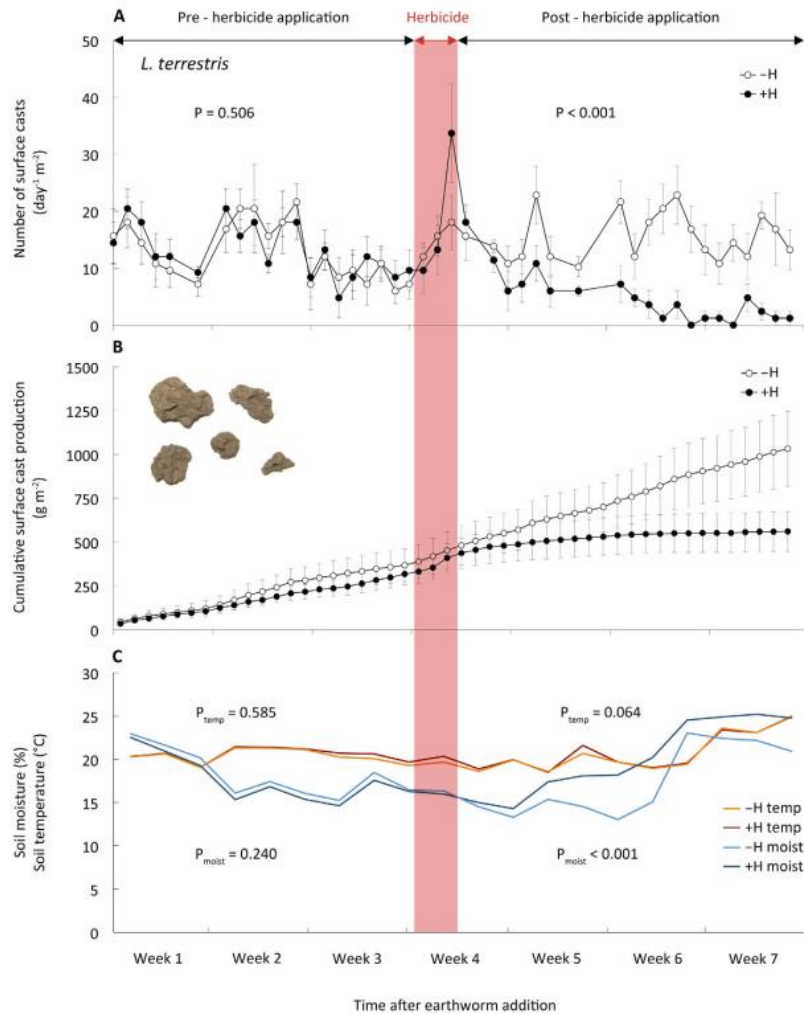 A
Pre - herbicide application
Herbicide
Post - herbicide application
50
40
30
20
10
0
Number of surface casts
(day⁻¹ m⁻²)
L. terrestris
P = 0.506
P < 0.001
–H
+H
B
1500
1250
1000
750
500
250
0
Cumulative surface cast production
(g m⁻²)
–H
+H
C
30
25
20
15
10
5
0
Soil moisture (%)
Soil temperature (°C)
P temp = 0.585
P temp = 0.064
P moist = 0.240
P moist < 0.001
–H temp
+H temp
–H moist
+H moist
Week 1
Week 2
Week 3
Week 4
Week 5
Week 6
Week 7
Time after earthworm addition